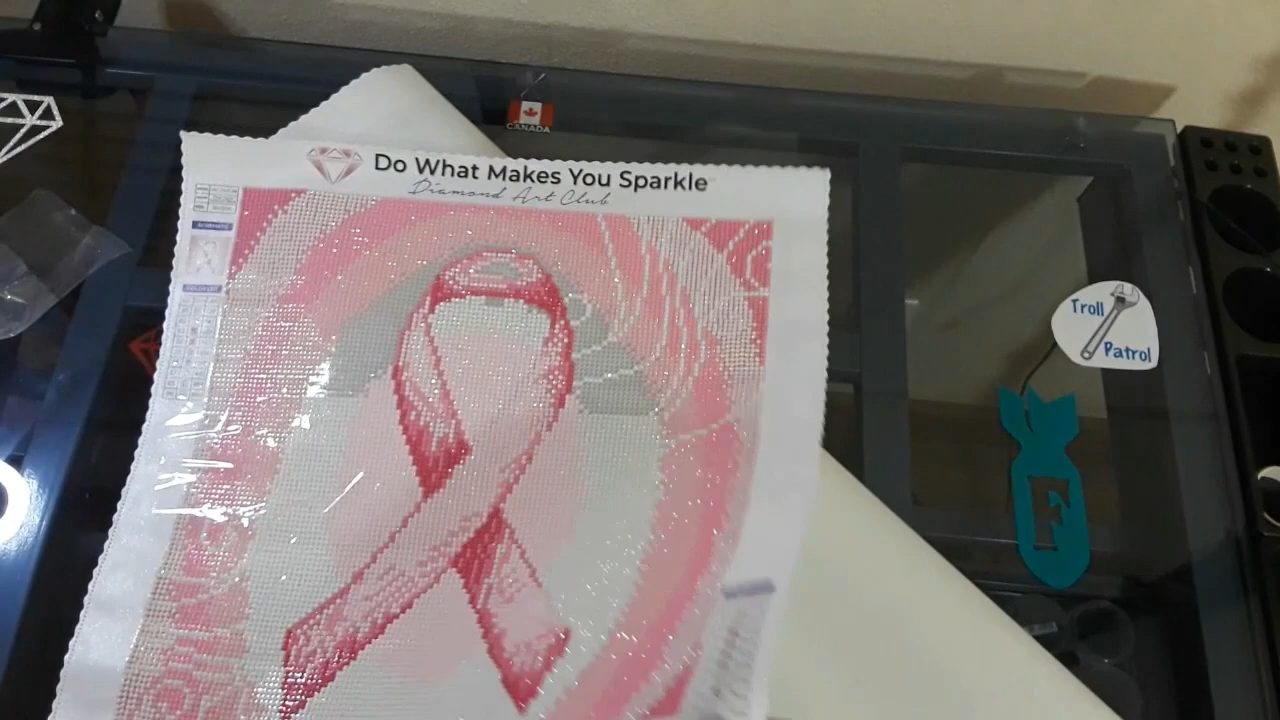 CANADA
Do What Makes You Sparkle
Diamond Art Club
Troll
Patrol
F